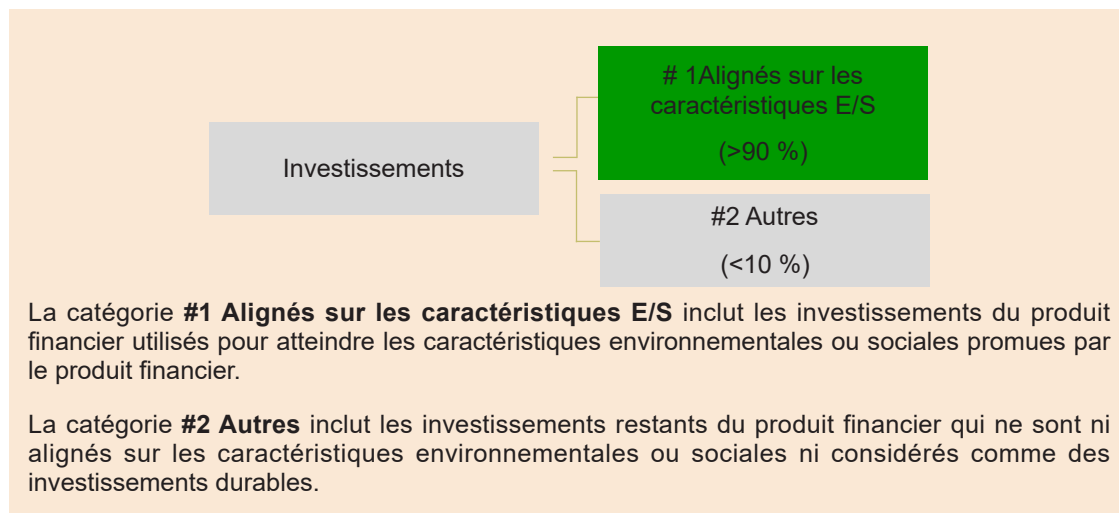 # 1Alignés sur les
caractéristiques E/S
(>90 %)
Investissements
#2 Autres
(<10 %)
La catégorie #1 Alignés sur les caractéristiques E/S inclut les investissements du produit
financier utilisés pour atteindre les caractéristiques environnementales ou sociales promues par
le produit financier.
La catégorie #2 Autres inclut les investissements restants du produit financier qui ne sont ni
alignés sur les caractéristiques environnementales ou sociales ni considérés comme des
investissements durables.